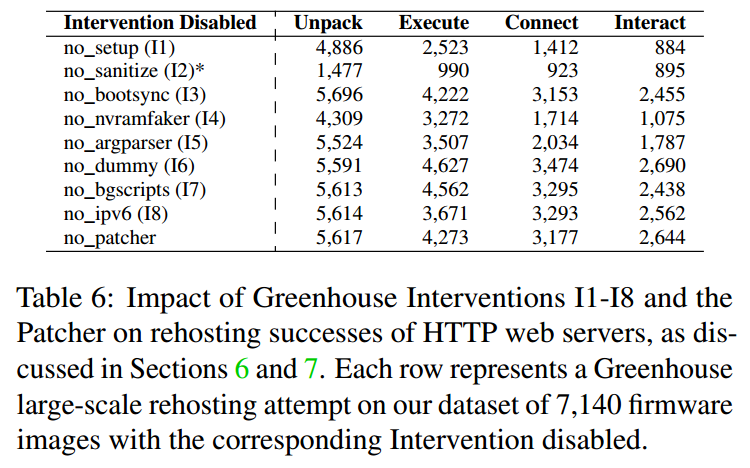 Intervention Disabled Unpack Execute Connect Interact
no_setup (I1) 4,886 2,523 1,412 884
no_sanitize (I2)* 1,477 990 923 895
no_bootsync (I3) 5,696 4,222 3,153 2,455
no_nvramfaker (I4) 4,309 3,272 1,714 1,075
no_argparser (I5) 5,524 3,507 2,034 1,787
no_dummy (I6) 5,591 4,627 3,474 2,690
no_bgscripts (I7) 5,613 4,562 3,295 2,438
no_ipv6 (I8) 5,614 3,671 3,293 2,562
no_patcher 5,617 4,273 3,177 2,644
Table 6: Impact of Greenhouse Interventions I1-I8 and the
Patcher on rehosting successes of HTTP web servers, as dis-
cussed in Sections 6 and 7. Each row represents a Greenhouse
large-scale rehosting attempt on our dataset of 7,140 firmware
images with the corresponding Intervention disabled.